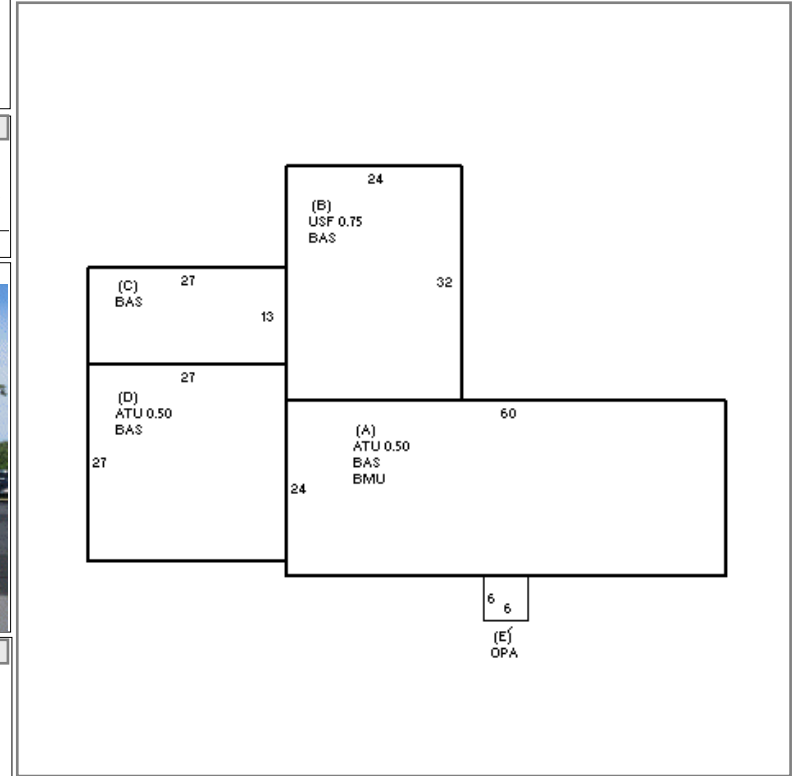 24
(B)
USF 0.75
BAS
32
27
(C)
BAS
13
27
(D)
ATU 0.50
BAS
27
60
(A)
ATU 0.50
BAS
BMU
24
6
6
(E)
OPA